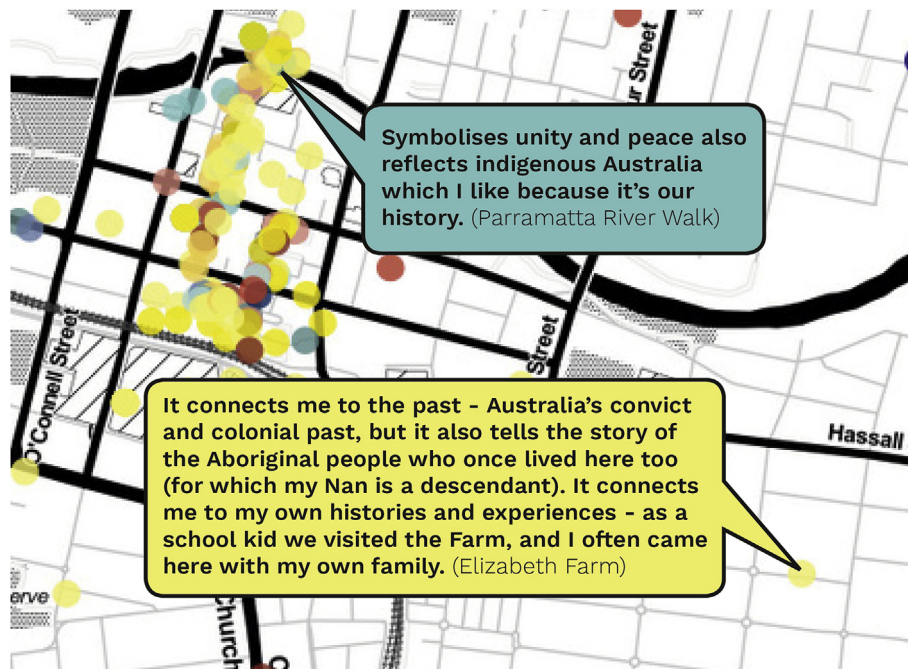 ur Street
Symbolises unity and peace also
reflects indigenous Australia
which I like because it’s our
history. (Parramatta River Walk)
O'Connell Street
Street
It connects me to the past - Australia’s convict
and colonial past, but it also tells the story of
the Aboriginal people who once lived here too
(for which my Nan is a descendant). It connects
me to my own histories and experiences - as a
school kid we visited the Farm, and I often came
here with my own family. (Elizabeth Farm)
Hassall
erve
Church